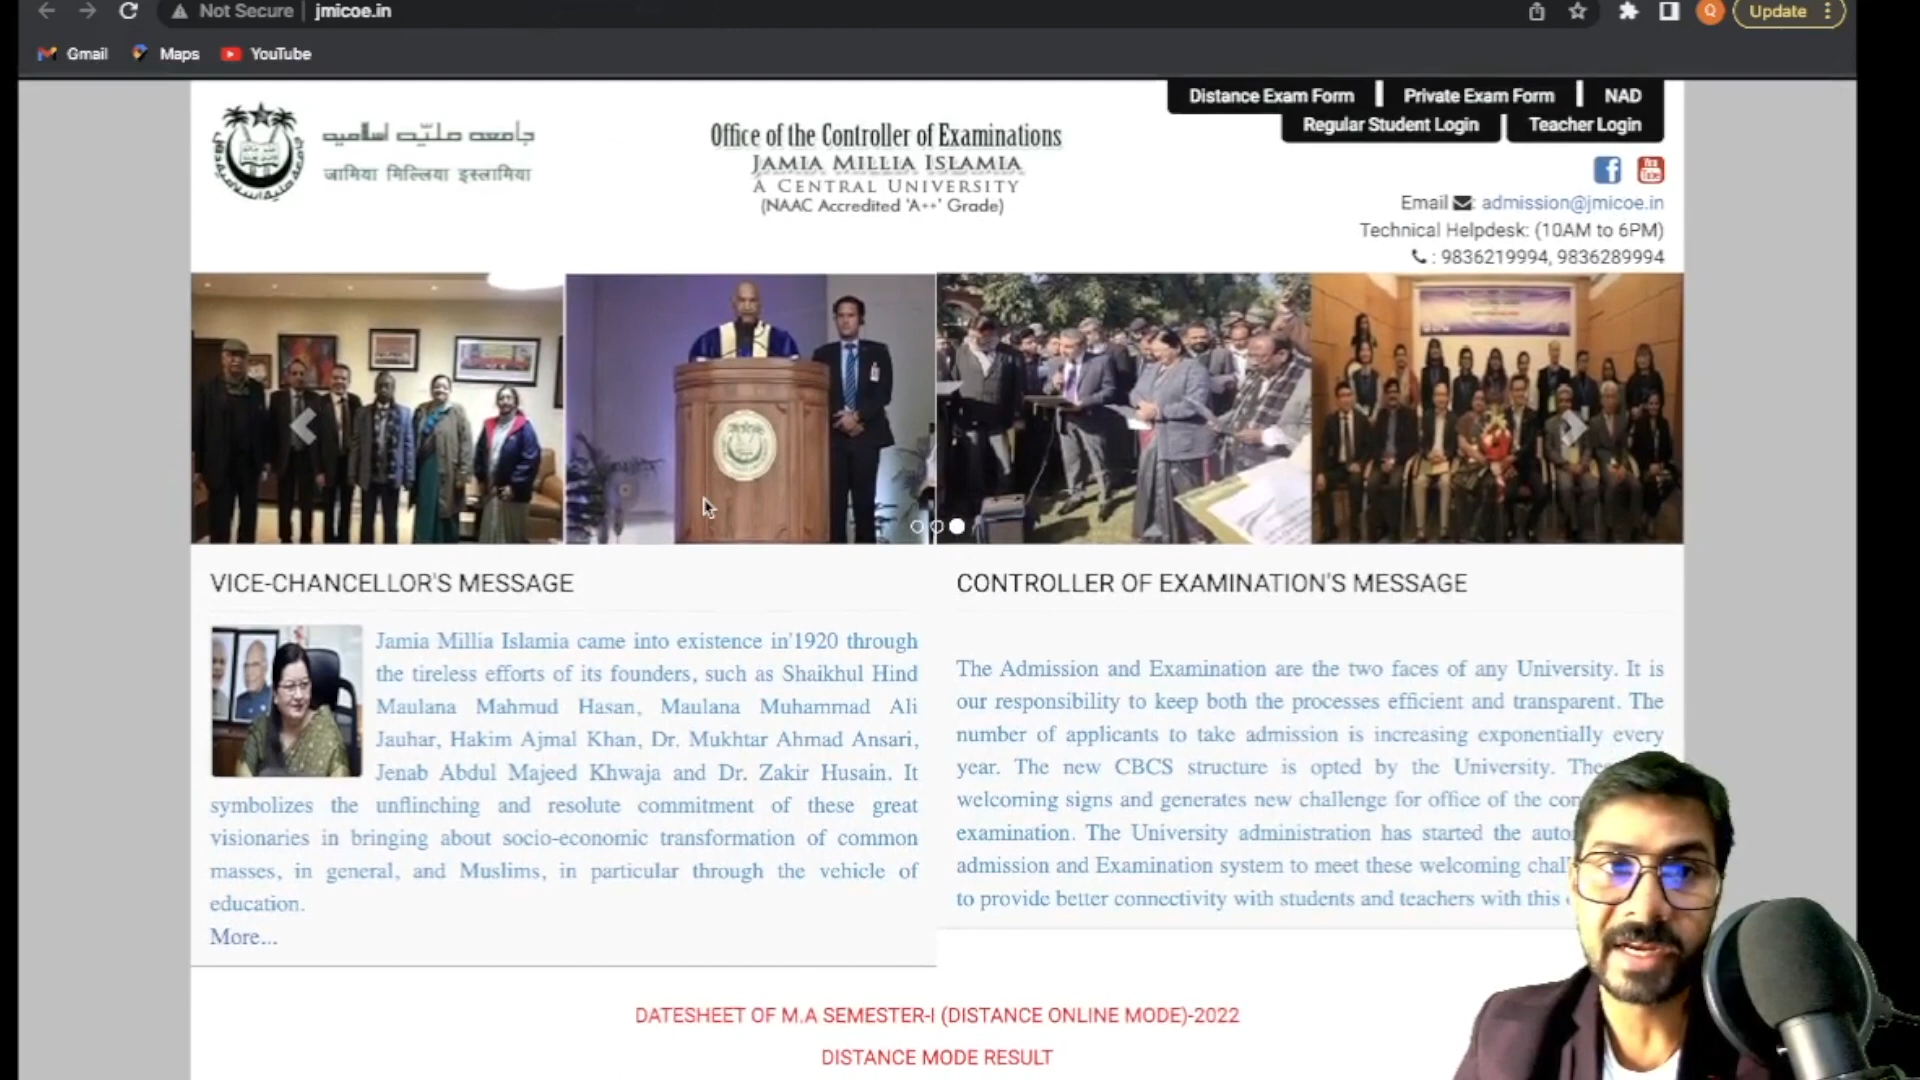 Not Secure | jmicoe.in
Update
Gmail
Maps
YouTube
Distance Exam Form
Private Exam Form
NAD
Regular Student Login
Teacher Login
جامعہ ملیّہ اسلامیہ
जामिया मिल्लिया इस्लामिया
Office of the Controller of Examinations
JAMIA MILLIA ISLAMIA
A CENTRAL UNIVERSITY
(NAAC Accredited 'A++' Grade)
Email : admission@jmicoe.in
Technical Helpdesk: (10AM to 6PM)
: 9836219994, 9836289994
VICE-CHANCELLOR'S MESSAGE
Jamia Millia Islamia came into existence in'1920 through
the tireless efforts of its founders, such as Shaikhul Hind
Maulana Mahmud Hasan, Maulana Muhammad Ali
Jauhar, Hakim Ajmal Khan, Dr. Mukhtar Ahmad Ansari,
Jenab Abdul Majeed Khwaja and Dr. Zakir Husain. It
symbolizes the unflinching and resolute commitment of these great
visionaries in bringing about socio-economic transformation of common
masses, in general, and Muslims, in particular through the vehicle of
education.
More...
CONTROLLER OF EXAMINATION'S MESSAGE
The Admission and Examination are the two faces of any University. It is
our responsibility to keep both the processes efficient and transparent. The
number of applicants to take admission is increasing exponentially every
year. The new CBCS structure is opted by the University.
welcoming signs and generates new challenge for office of the
examination. The University administration has started the
admission and Examination system to meet these welcoming
to provide better connectivity with students and teachers with this
DATESHEET OF M.A SEMESTER-I (DISTANCE ONLINE MODE)-2022
DISTANCE MODE RESULT